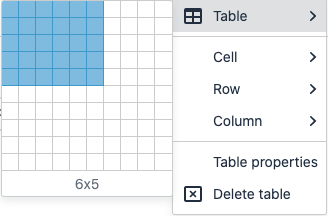 Table
Cell
Row
Column
Table properties
Delete table
6x5